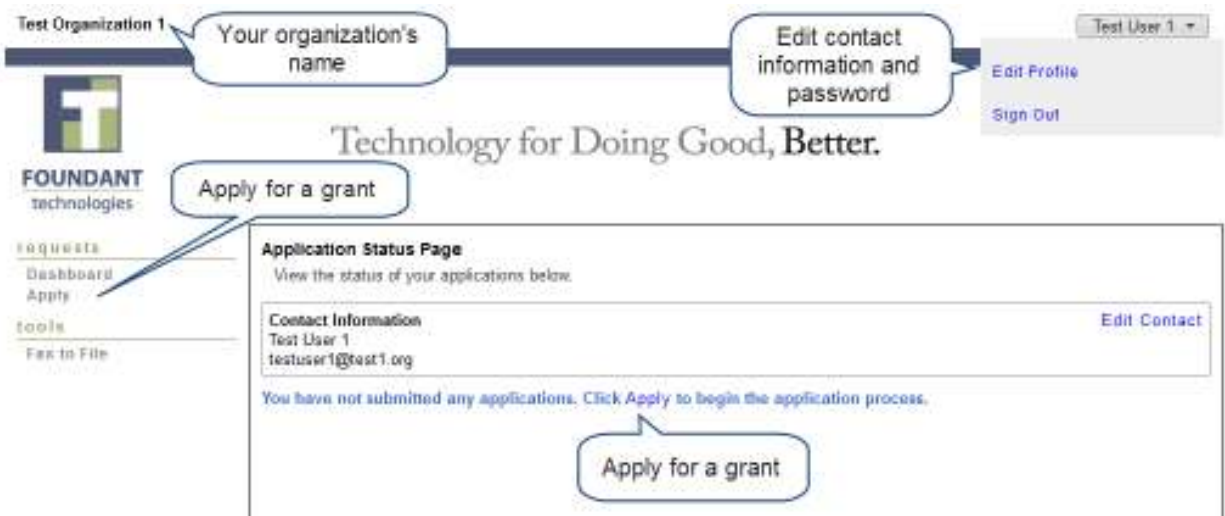 Test Organization 1
Your organization's
name
Edit contact
information and
password
Test User 1
Edit Profile
Sign Out
FT
FOUNDANT
technologies
Technology for Doing Good, Better.
Apply for a grant
requests
Dashboard
Apply
tools
Fax to File
Application Status Page
View the status of your applications below.
Contact Information
Edit Contact
Test User 1
testuser1@test1.org
You have not submitted any applications. Click Apply to begin the application process.
Apply for a grant